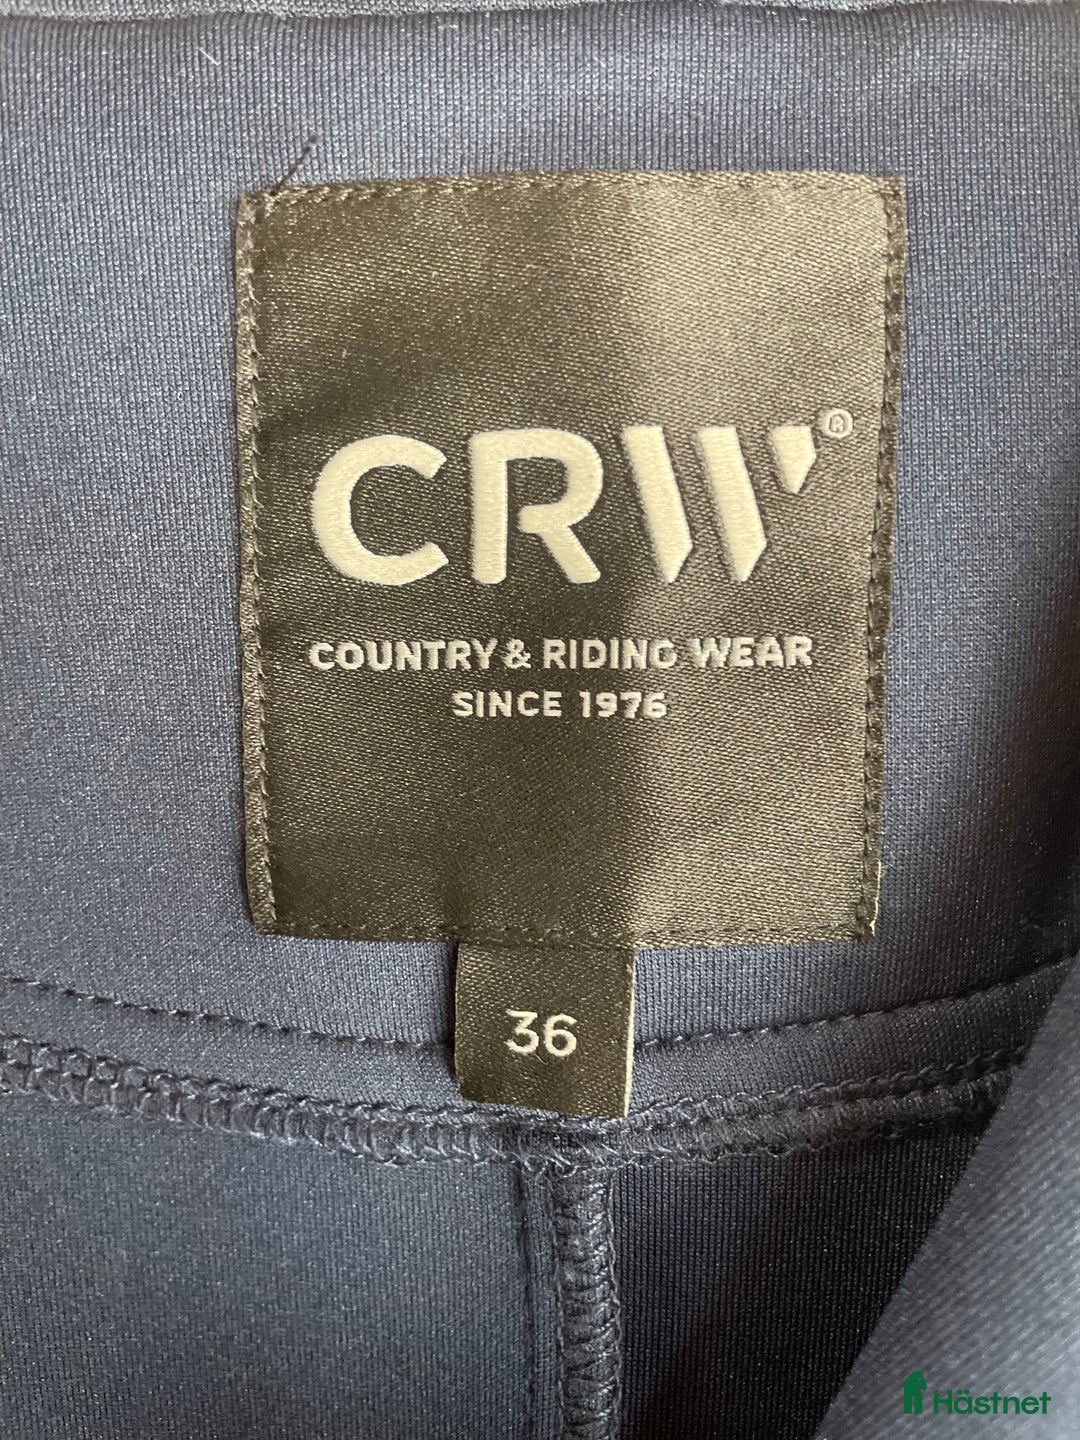 CRW®
COUNTRY & RIDING WEAR
SINCE 1976
36
Hästnet